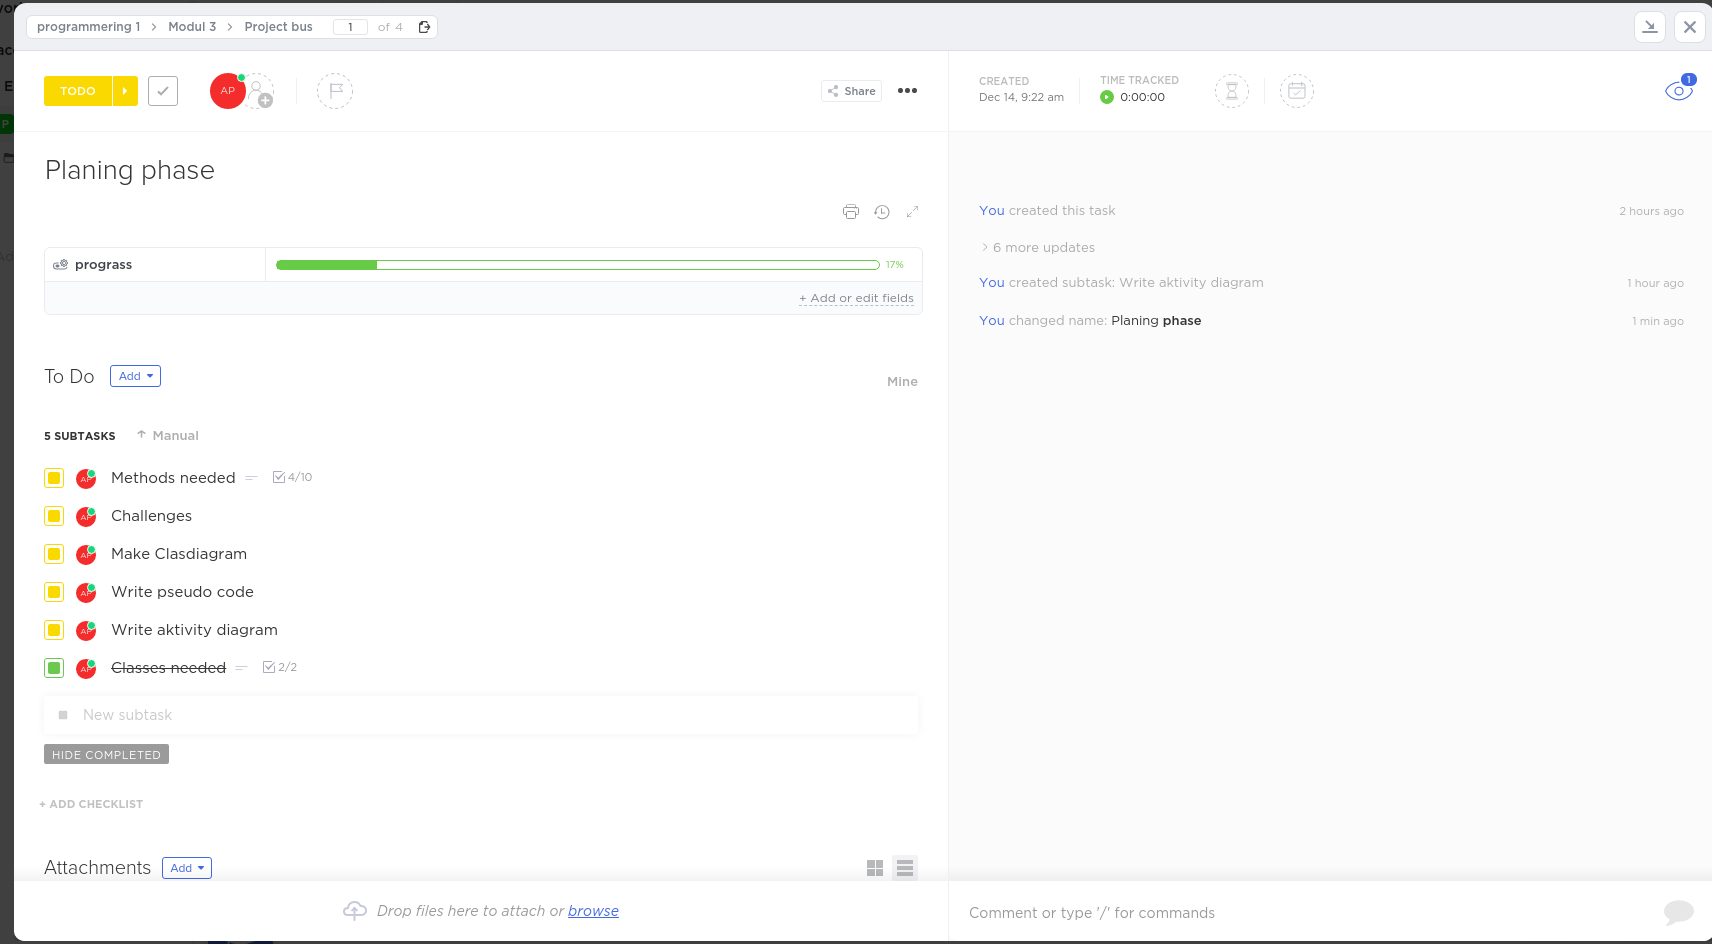 programmering 1 > Modul 3 > Project bus 1 of 4
TODO
AP
Share
CREATED
Dec 14, 9:22 am
TIME TRACKED
0:00:00
1
Planing phase
prograss 17%
+ Add or edit fields
To Do Add
Mine
5 SUBTASKS Manual
AP Methods needed 4/10
AP Challenges
AP Make Clasdiagram
AP Write pseudo code
AP Write aktivity diagram
AP Classes needed 2/2
New subtask
HIDE COMPLETED
+ ADD CHECKLIST
Attachments Add
Drop files here to attach or browse
You created this task 2 hours ago
> 6 more updates
You created subtask: Write aktivity diagram 1 hour ago
You changed name: Planing phase 1 min ago
Comment or type '/' for commands